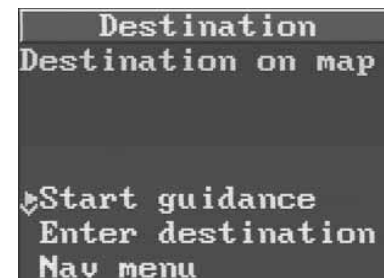 Destination
Destination on map
Start guidance
Enter destination
Nav menu